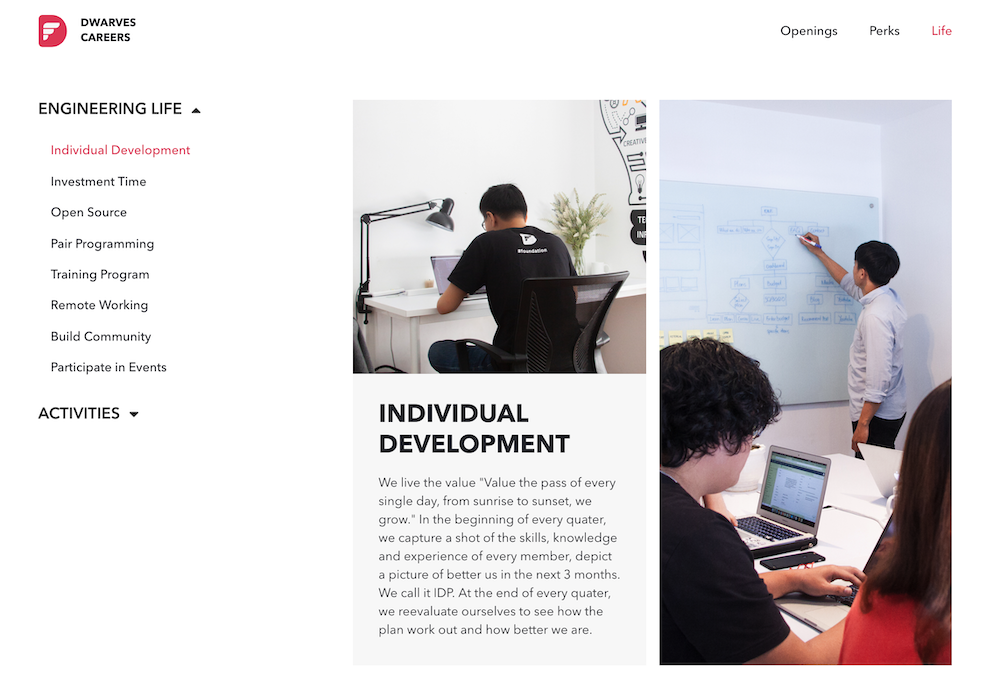 DWARVES
CAREERS
Openings
Perks
Life
ENGINEERING LIFE
Individual Development
Investment Time
Open Source
Pair Programming
Training Program
Remote Working
Build Community
Participate in Events
ACTIVITIES
CREATIVE
#foundation
INDIVIDUAL
DEVELOPMENT
We live the value "Value the pass of every
single day, from sunrise to sunset, we
grow." In the beginning of every quater,
we capture a shot of the skills, knowledge
and experience of every member, depict
a picture of better us in the next 3 months.
We call it IDP. At the end of every quater,
we reevaluate ourselves to see how the
plan work out and how better we are.